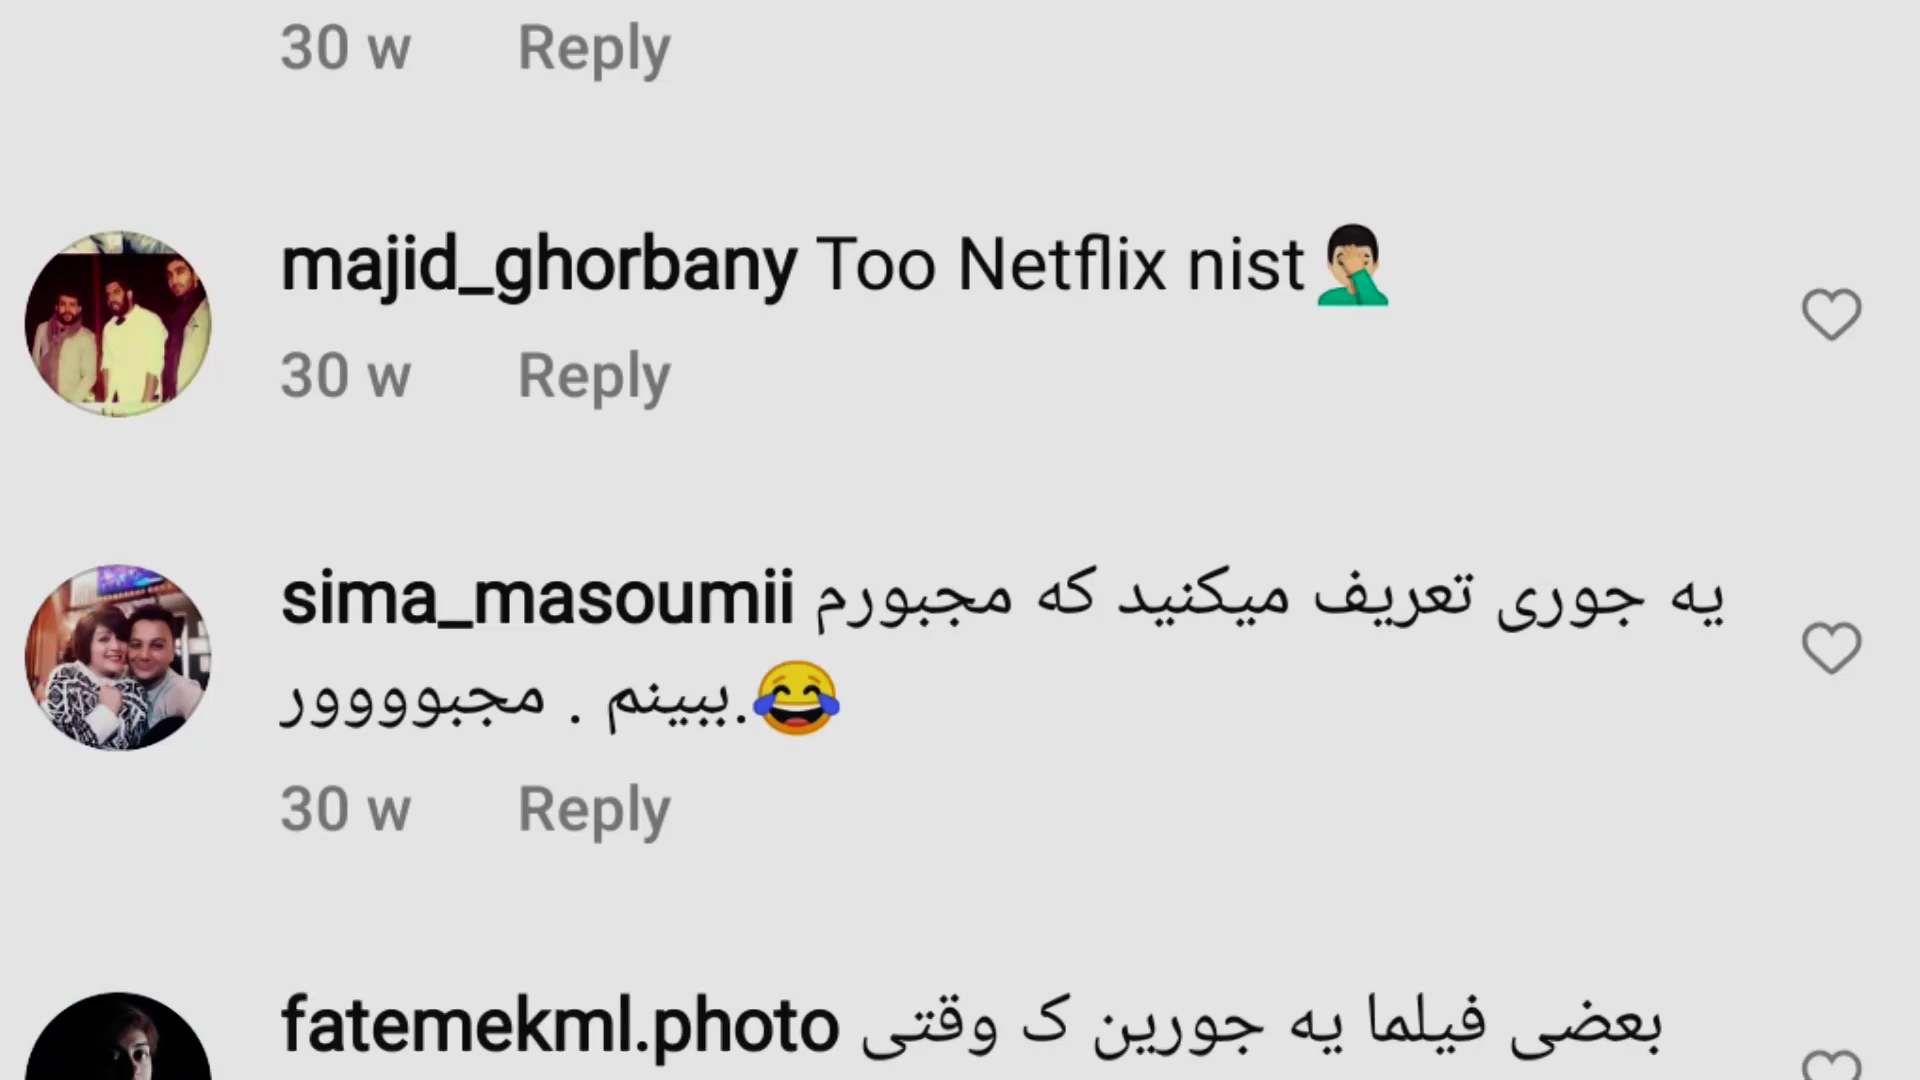 30 w Reply
majid_ghorbany Too Netflix nist🤦🏻‍♂️
30 w Reply
sima_masoumii یه جوری تعریف میکنید که مجبورم
ببینم . مجبوووور.😂
30 w Reply
fatemekml.photo بعضی فیلما یه جورین ک وقتی